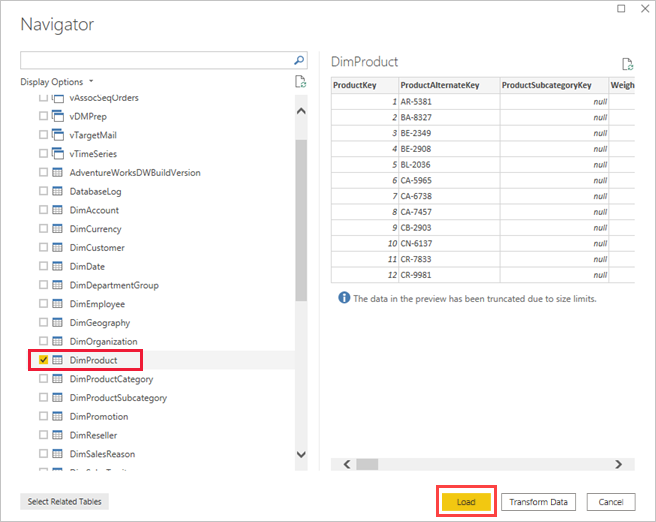 Navigator
Display Options
vAssocSeqOrders
vDMPrep
vTargetMail
vTimeSeries
AdventureWorksDWBuildVersion
DatabaseLog
DimAccount
DimCurrency
DimCustomer
DimDate
DimDepartmentGroup
DimEmployee
DimGeography
DimOrganization
DimProduct
DimProductCategory
DimProductSubcategory
DimPromotion
DimReseller
DimSalesReason
DimProduct
ProductKey ProductAlternateKey ProductSubcategoryKey Weigh
1 AR-5381 null
2 BA-8327 null
3 BE-2349 null
4 BE-2908 null
5 BL-2036 null
6 CA-5965 null
7 CA-6738 null
8 CA-7457 null
9 CB-2903 null
10 CN-6137 null
11 CR-7833 null
12 CR-9981 null
The data in the preview has been truncated due to size limits.
Select Related Tables
Load Transform Data Cancel